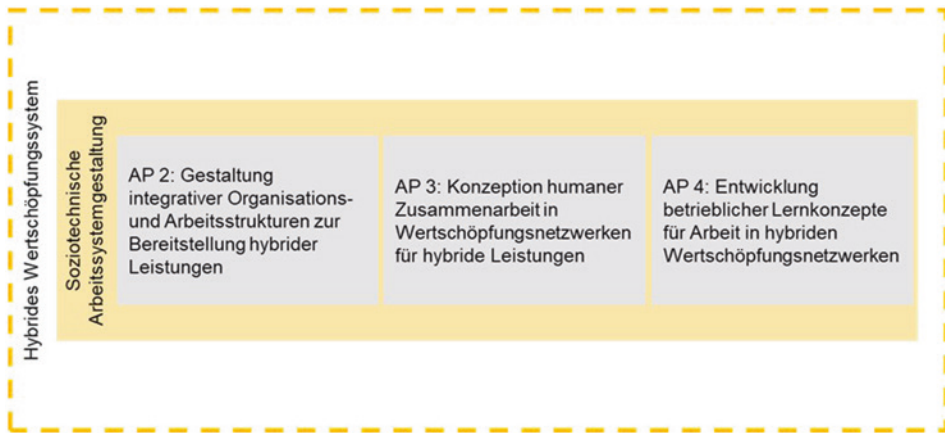 Hybrides Wertschöpfungssystem
Soziotechnische
Arbeitssystemgestaltung
AP 2: Gestaltung
integrativer Organisations-
und Arbeitsstrukturen zur
Bereitstellung hybrider
Leistungen
AP 3: Konzeption humaner
Zusammenarbeit in
Wertschöpfungsnetzwerken
für hybride Leistungen
AP 4: Entwicklung
betrieblicher Lernkonzepte
für Arbeit in hybriden
Wertschöpfungsnetzwerken